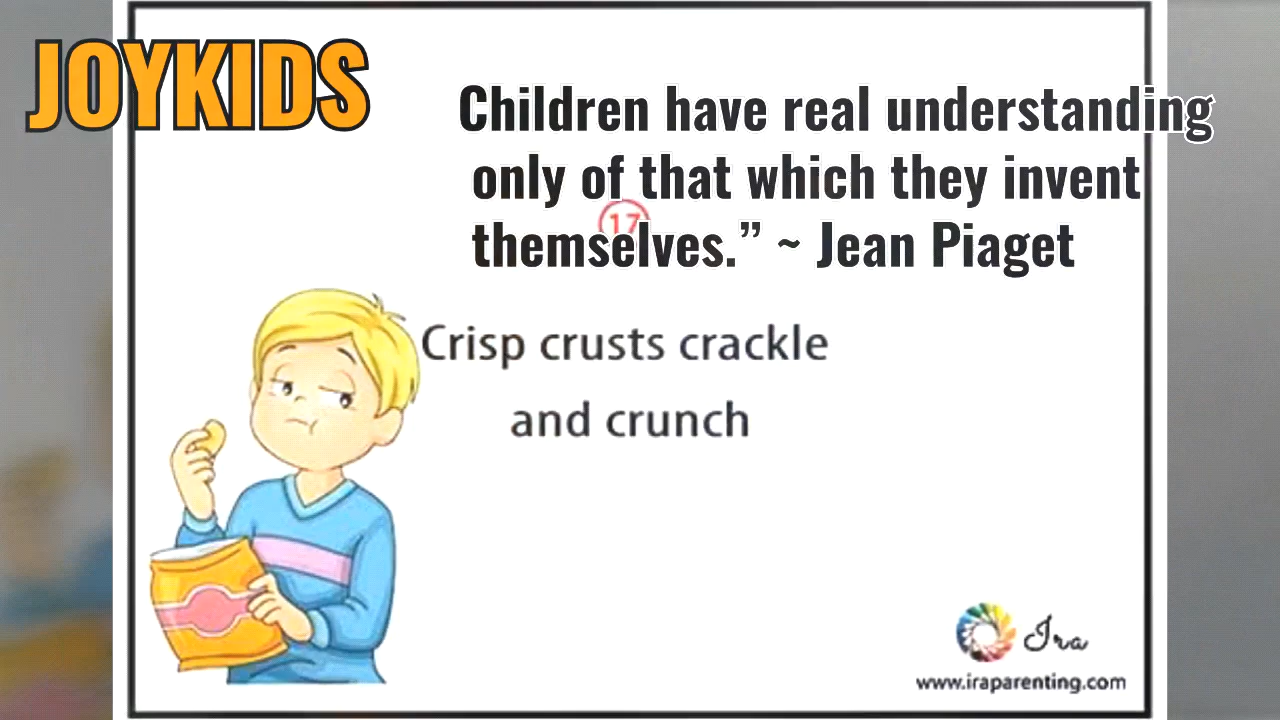 JOYKIDS
Children have real understanding
only of that which they invent
themselves.” ~ Jean Piaget
17
Crisp crusts crackle
and crunch
Ira
www.iraparenting.com